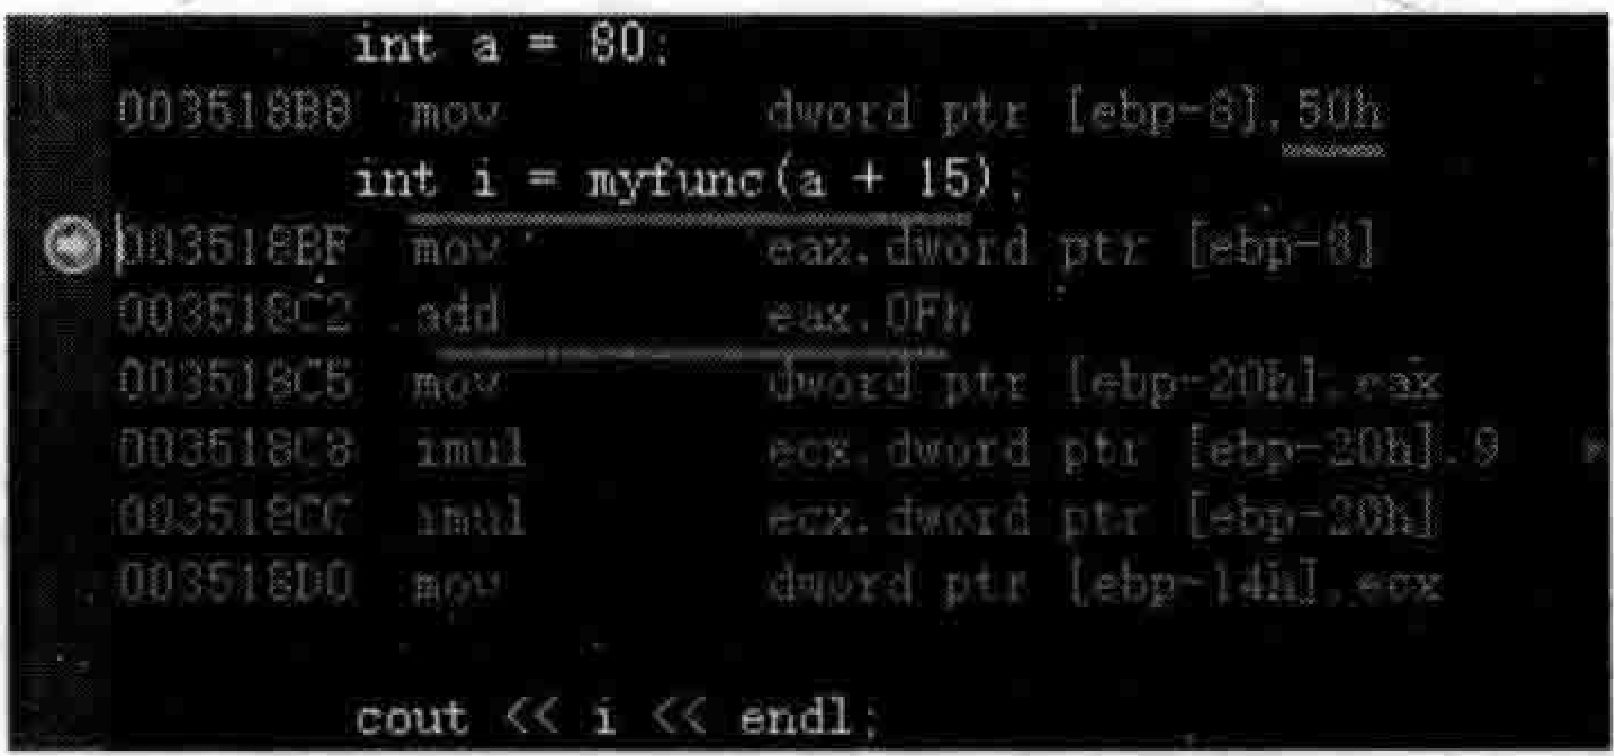 int a = 80;
003518B8 mov dword ptr [ebp-8],50h
int i = myfunc(a + 15);
003518BF mov eax,dword ptr [ebp-8]
003518C2 add eax,0Fh
003518C5 mov dword ptr [ebp-20h],eax
003518C8 imul ecx,dword ptr [ebp-20h],9
003518CC imul ecx,dword ptr [ebp-20h]
003518D0 mov dword ptr [ebp-14h],ecx
cout << i << endl;